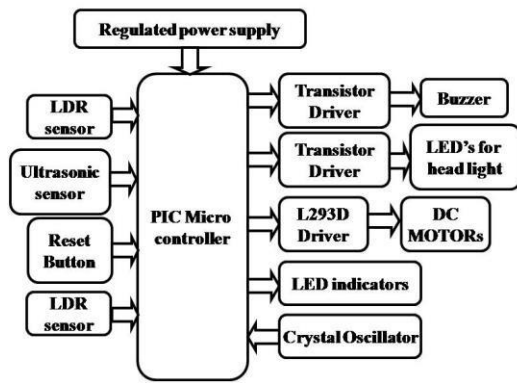 Regulated power supply
LDR
sensor
Ultrasonic
sensor
Reset
Button
LDR
sensor
PIC Micro
controller
Transistor
Driver
Buzzer
Transistor
Driver
LED's for
head light
L293D
Driver
DC
MOTORs
LED indicators
Crystal Oscillator